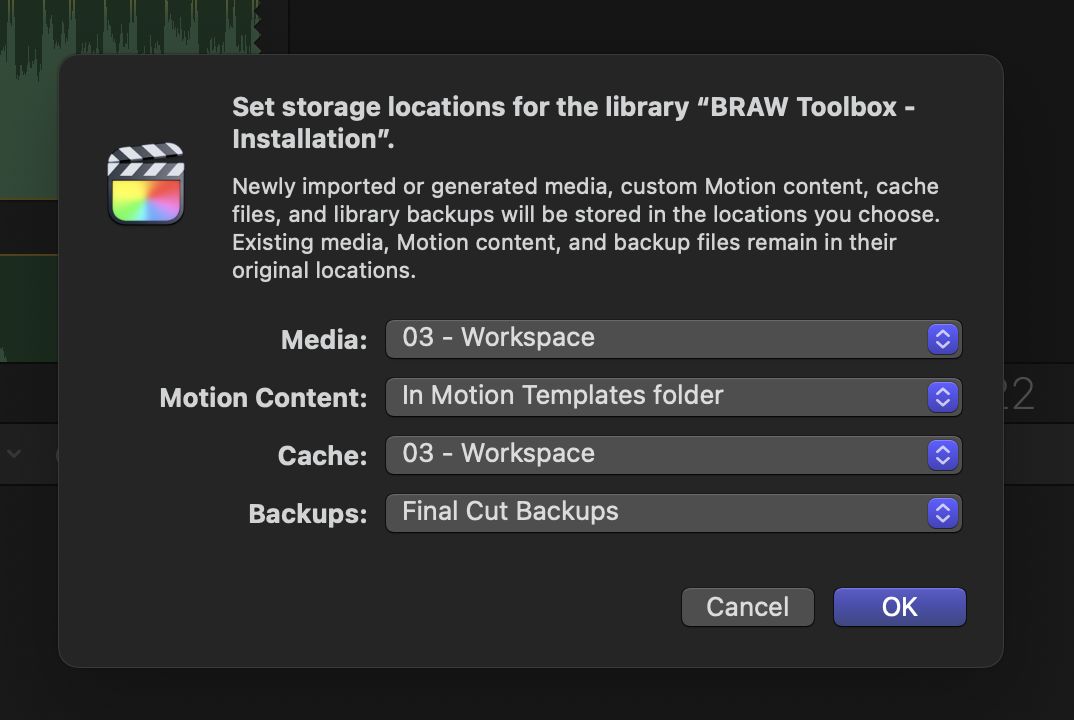 Set storage locations for the library “BRAW Toolbox -
Installation”.
Newly imported or generated media, custom Motion content, cache
files, and library backups will be stored in the locations you choose.
Existing media, Motion content, and backup files remain in their
original locations.
Media: 03 - Workspace
Motion Content: In Motion Templates folder
Cache: 03 - Workspace
Backups: Final Cut Backups
Cancel OK